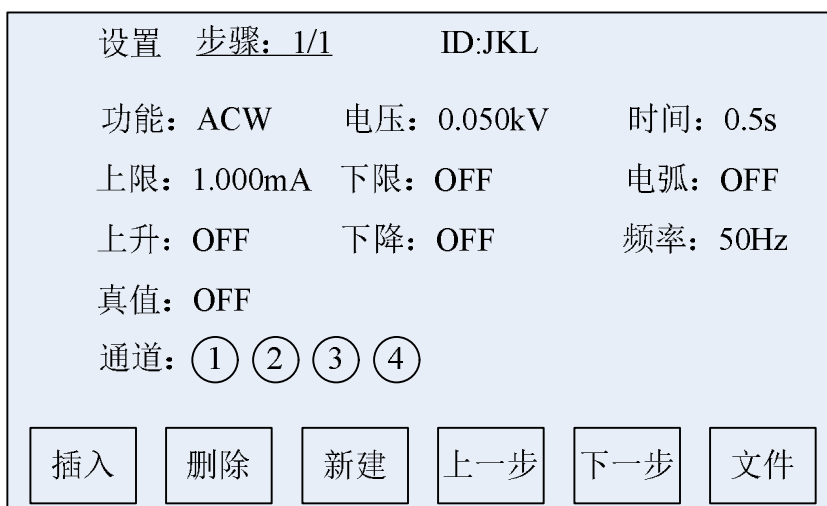 设置 步骤：1/1 ID:JKL
功能：ACW 电压：0.050kV 时间：0.5s
上限：1.000mA 下限：OFF 电弧：OFF
上升：OFF 下降：OFF 频率：50Hz
真值：OFF
通道：① ② ③ ④
插入 删除 新建 上一步 下一步 文件